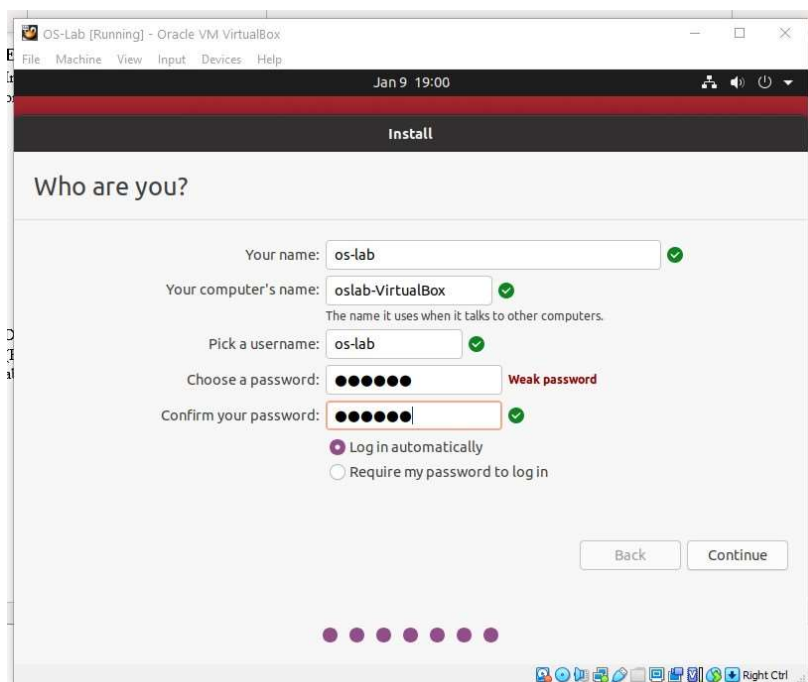 OS-Lab [Running] - Oracle VM VirtualBox
File Machine View Input Devices Help
Jan 9 19:00
Install
Who are you?
Your name: os-lab
Your computer's name: oslab-VirtualBox
The name it uses when it talks to other computers.
Pick a username: os-lab
Choose a password: ●●●●●● Weak password
Confirm your password: ●●●●●●
Log in automatically
Require my password to log in
Back Continue
Right Ctrl